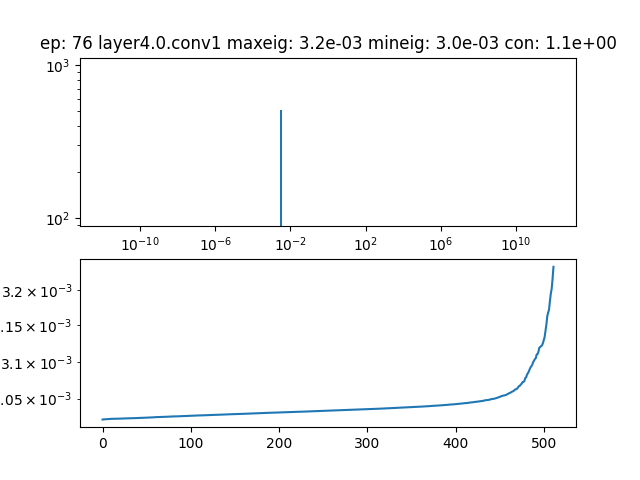 ep: 76 layer4.0.conv1 maxeig: 3.2e-03 mineig: 3.0e-03 con: 1.1e+00
10³
10²
10⁻¹⁰ 10⁻⁶ 10⁻² 10² 10⁶ 10¹⁰
3.2 × 10⁻³
.15 × 10⁻³
3.1 × 10⁻³
.05 × 10⁻³
0 100 200 300 400 500